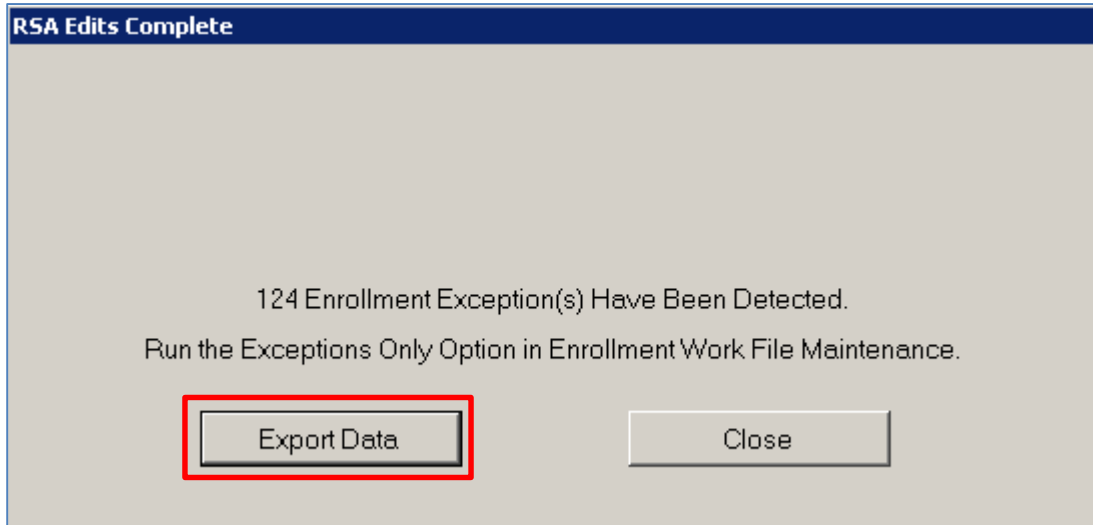 RSA Edits Complete
124 Enrollment Exception(s) Have Been Detected.
Run the Exceptions Only Option in Enrollment Work File Maintenance.
Export Data
Close